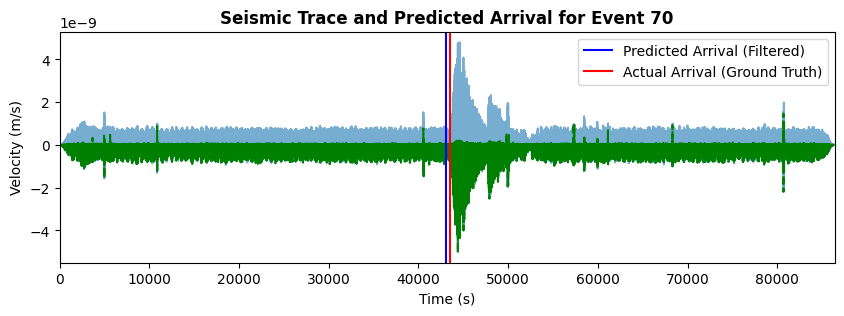 Seismic Trace and Predicted Arrival for Event 70
1e−9
Predicted Arrival (Filtered)
Actual Arrival (Ground Truth)
4
2
0
−2
−4
Velocity (m/s)
0 10000 20000 30000 40000 50000 60000 70000 80000
Time (s)